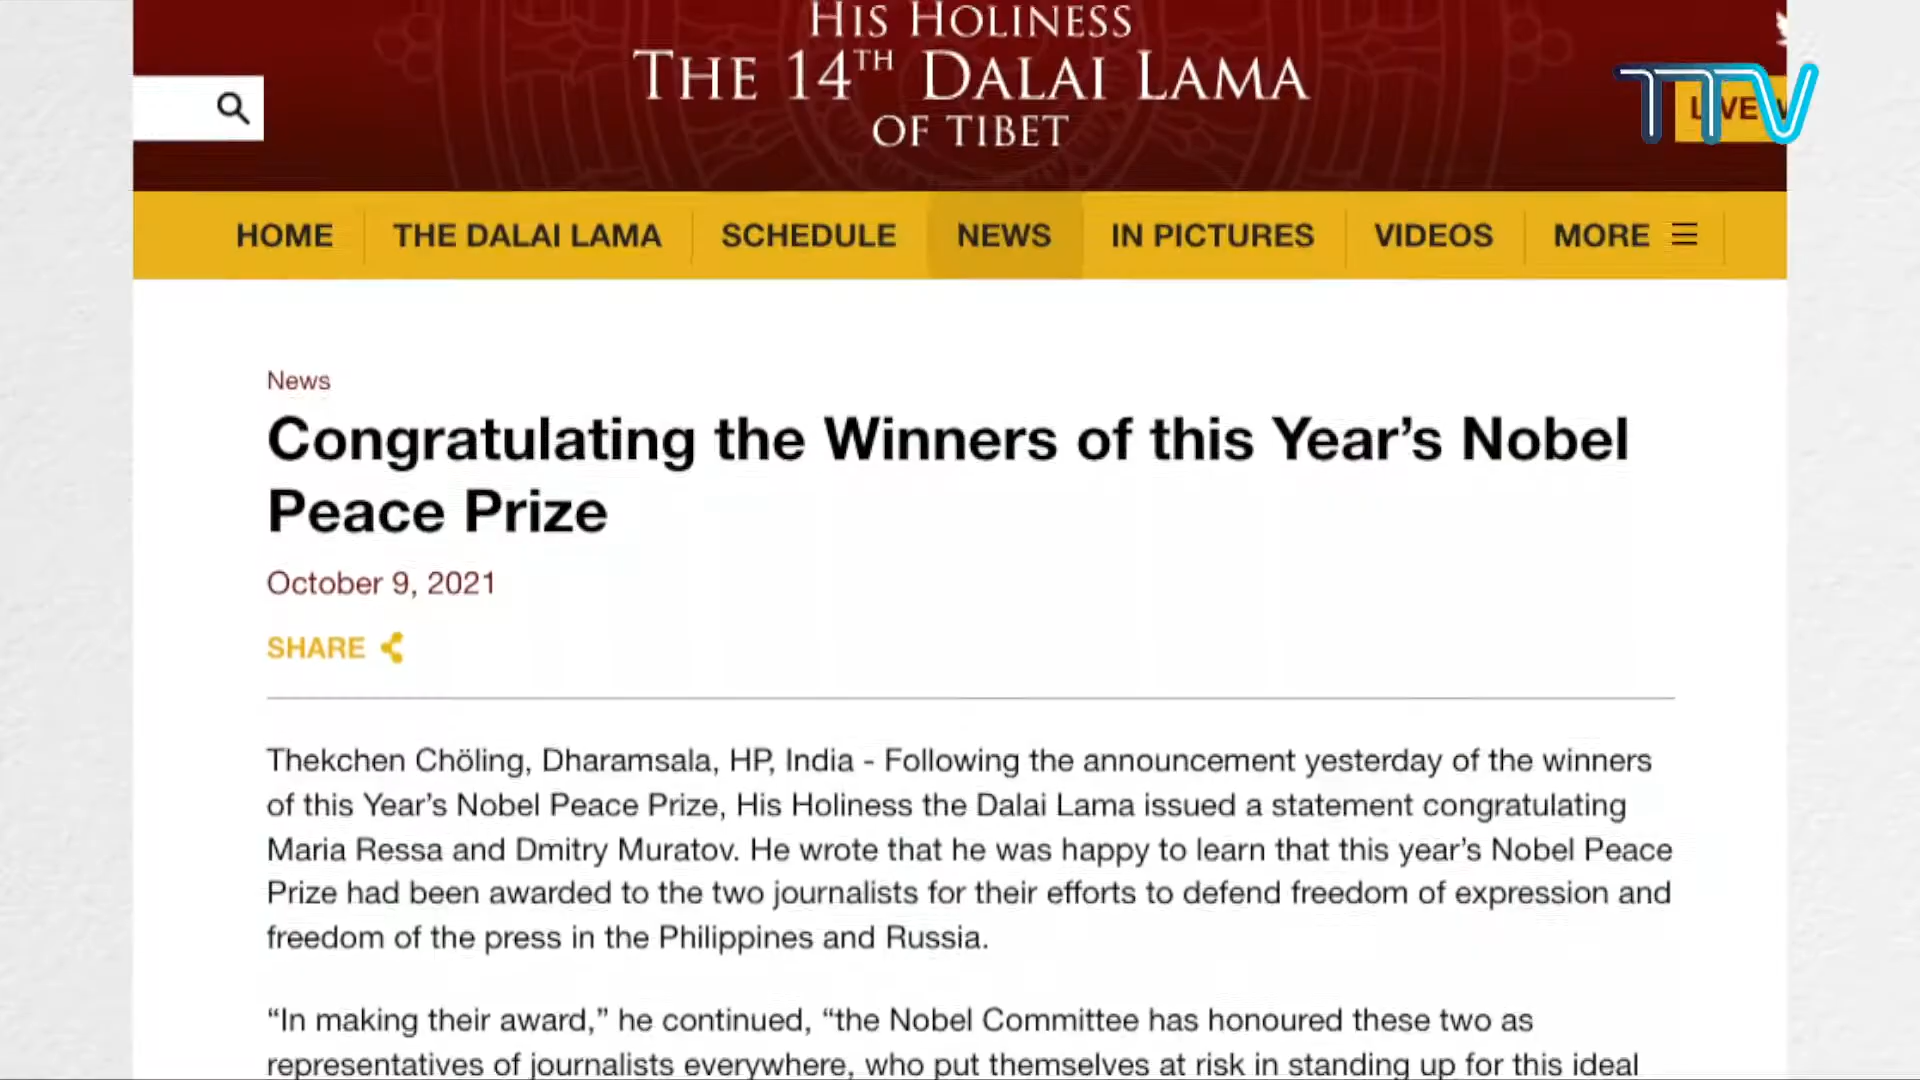 HIS HOLINESS
THE 14TH DALAI LAMA
OF TIBET
TTV
LIVE
HOME THE DALAI LAMA SCHEDULE NEWS IN PICTURES VIDEOS MORE
News
Congratulating the Winners of this Year’s Nobel
Peace Prize
October 9, 2021
SHARE
Thekchen Chöling, Dharamsala, HP, India - Following the announcement yesterday of the winners
of this Year’s Nobel Peace Prize, His Holiness the Dalai Lama issued a statement congratulating
Maria Ressa and Dmitry Muratov. He wrote that he was happy to learn that this year’s Nobel Peace
Prize had been awarded to the two journalists for their efforts to defend freedom of expression and
freedom of the press in the Philippines and Russia.
“In making their award,” he continued, “the Nobel Committee has honoured these two as
representatives of journalists everywhere, who put themselves at risk in standing up for this ideal